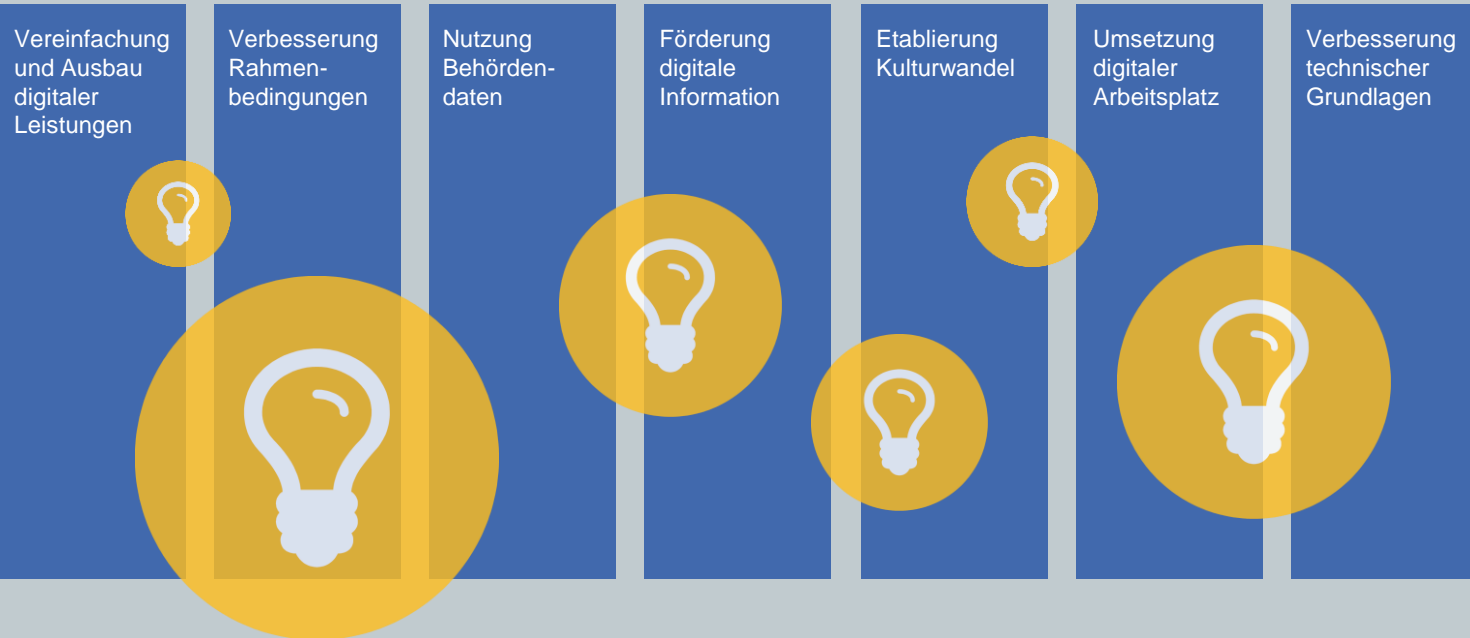 Vereinfachung
und Ausbau
digitaler
Leistungen
Verbesserung
Rahmen-
bedingungen
Nutzung
Behörden-
daten
Förderung
digitale
Information
Etablierung
Kulturwandel
Umsetzung
digitaler
Arbeitsplatz
Verbesserung
technischer
Grundlagen